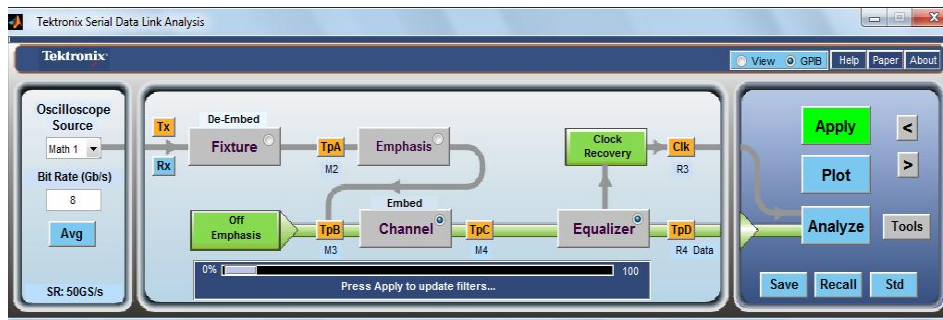 Tektronix Serial Data Link Analysis
Tektronix
View
GPIB
Help
Paper
About
Oscilloscope
Source
Math 1
Bit Rate (Gb/s)
8
Avg
SR: 50GS/s
Tx
Rx
De-Embed
Fixture
TpA
M2
Emphasis
Clock
Recovery
Clk
R3
Off
Emphasis
TpB
M3
Embed
Channel
TpC
M4
Equalizer
TpD
R4 Data
0%
100
Press Apply to update filters...
Apply
<
Plot
>
Analyze
Tools
Save
Recall
Std